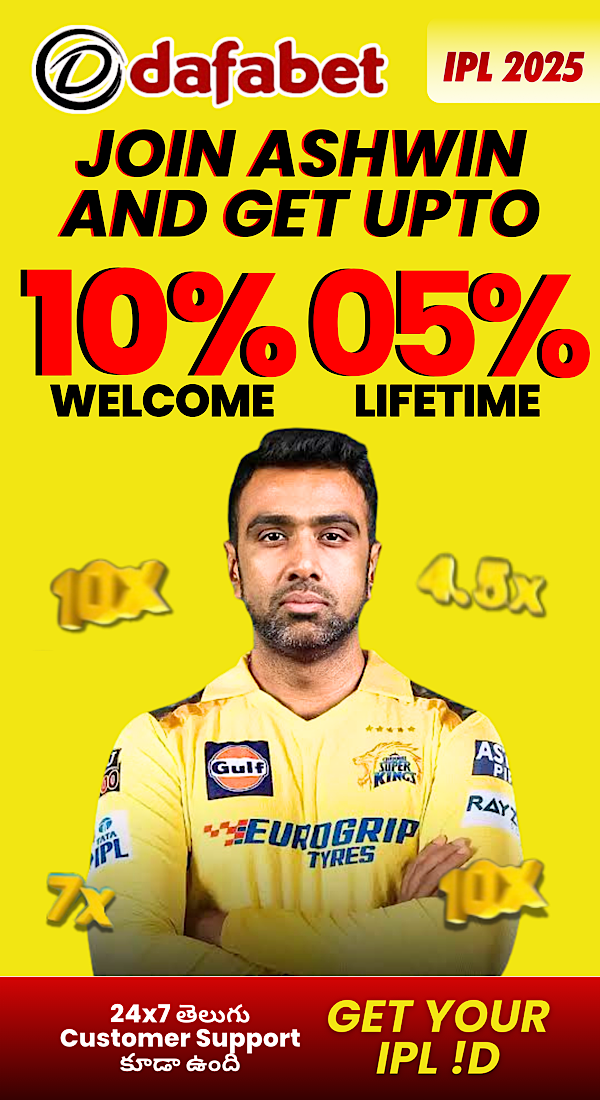 dafabet
IPL 2025
JOIN ASHWIN
AND GET UPTO
10% 05%
WELCOME LIFETIME
10X
4.5x
Gulf
CHENNAI
SUPER
KINGS
TATA
IPL
EUROGRIP
TYRES
7x
10X
24x7 తెలుగు
Customer Support
కూడా ఉంది
GET YOUR
IPL !D